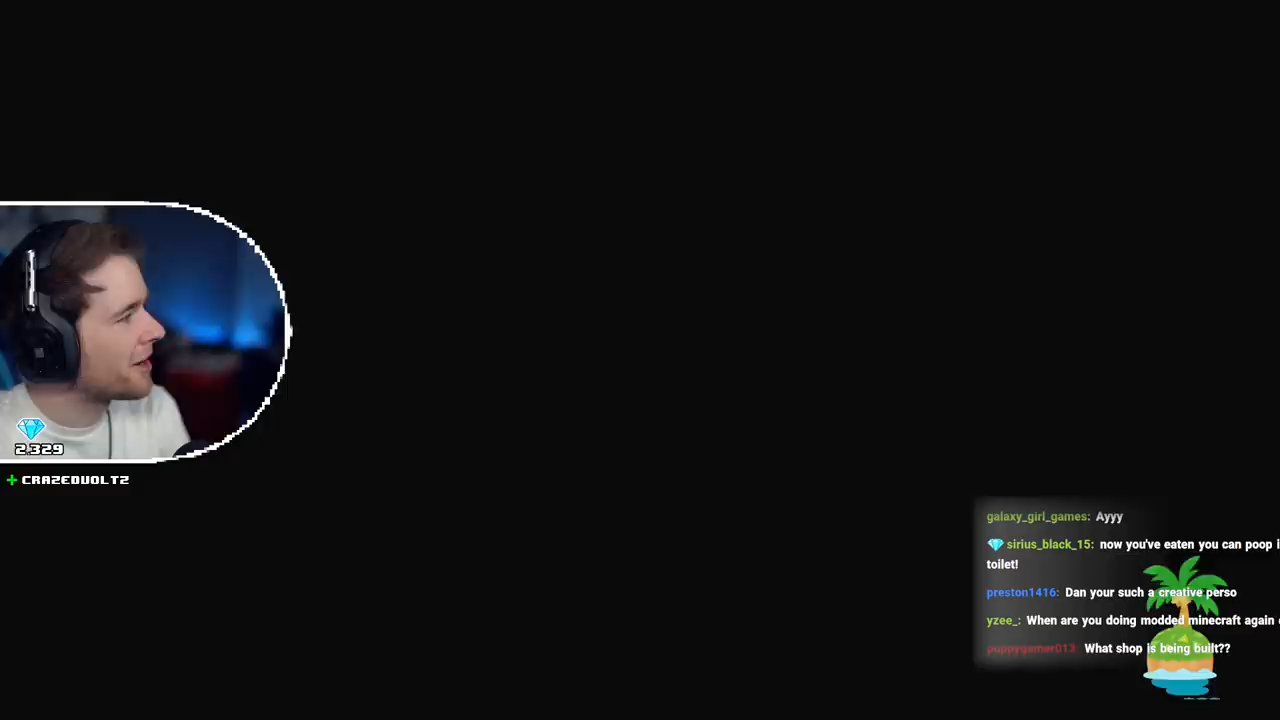 2,329
+ CRAZEDVOLTZ
galaxy_girl_games: Ayyy
sirius_black_15: now you've eaten you can poop i
toilet!
preston1416: Dan your such a creative perso
yzee_: When are you doing modded minecraft again
puppygamer013: What shop is being built??